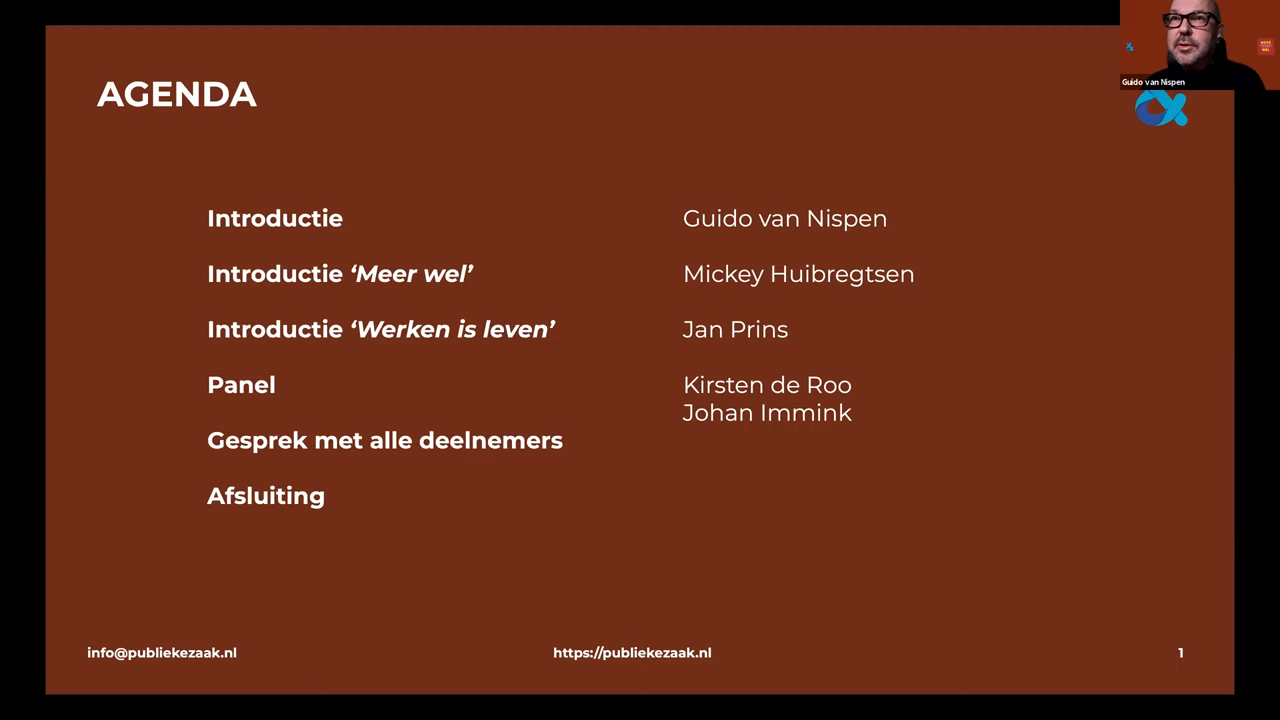 Guido van Nispen
AGENDA
Introductie Guido van Nispen
Introductie ‘Meer wel’ Mickey Huibregtsen
Introductie ‘Werken is leven’ Jan Prins
Panel Kirsten de Roo
Johan Immink
Gesprek met alle deelnemers
Afsluiting
info@publiekezaak.nl https://publiekezaak.nl 1